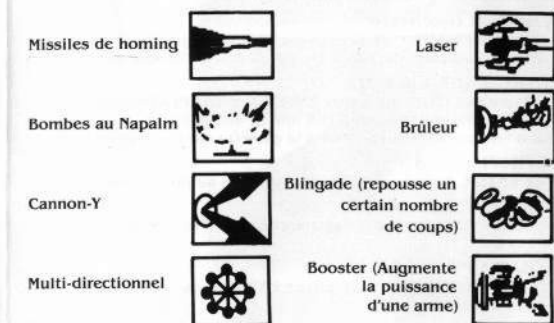 Missiles de homing
Laser
Bombes au Napalm
Brûleur
Cannon-Y
Blingade (repousse un
certain nombre
de coups)
Multi-directionnel
Booster (Augmente
la puissance
d'une arme)